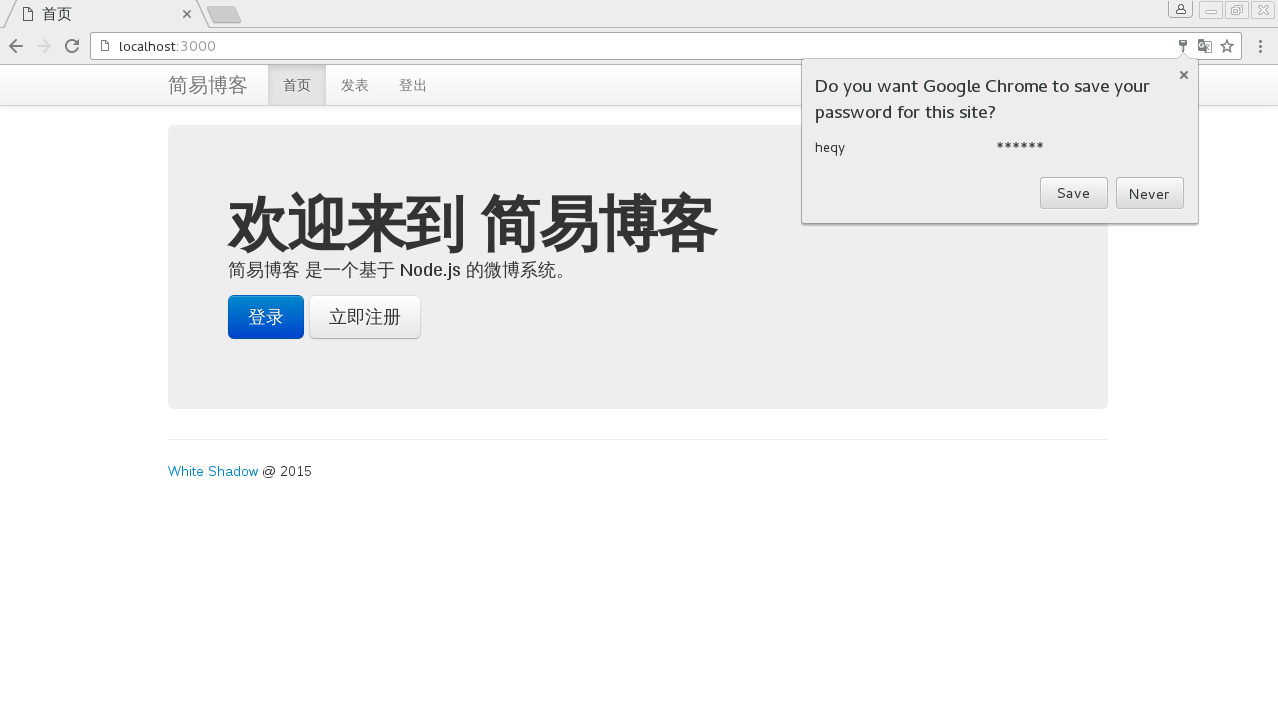 首页
localhost:3000
简易博客 首页 发表 登出
Do you want Google Chrome to save your
password for this site?
heqy ******
Save Never
欢迎来到 简易博客
简易博客 是一个基于 Node.js 的微博系统。
登录 立即注册
White Shadow @ 2015